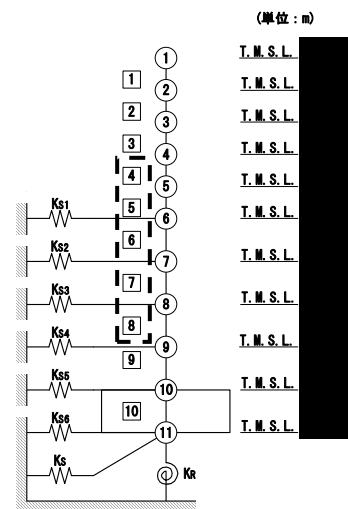 (単位:m)
① T.M.S.L.
1
② T.M.S.L.
2
③ T.M.S.L.
3
④ T.M.S.L.
4
⑤ T.M.S.L.
5
Ks1 ⑥ T.M.S.L.
6
Ks2 ⑦ T.M.S.L.
7
Ks3 ⑧ T.M.S.L.
8
Ks4 ⑨ T.M.S.L.
9
Ks5 ⑩ T.M.S.L.
10
Ks6 ⑪ T.M.S.L.
Ks
KR